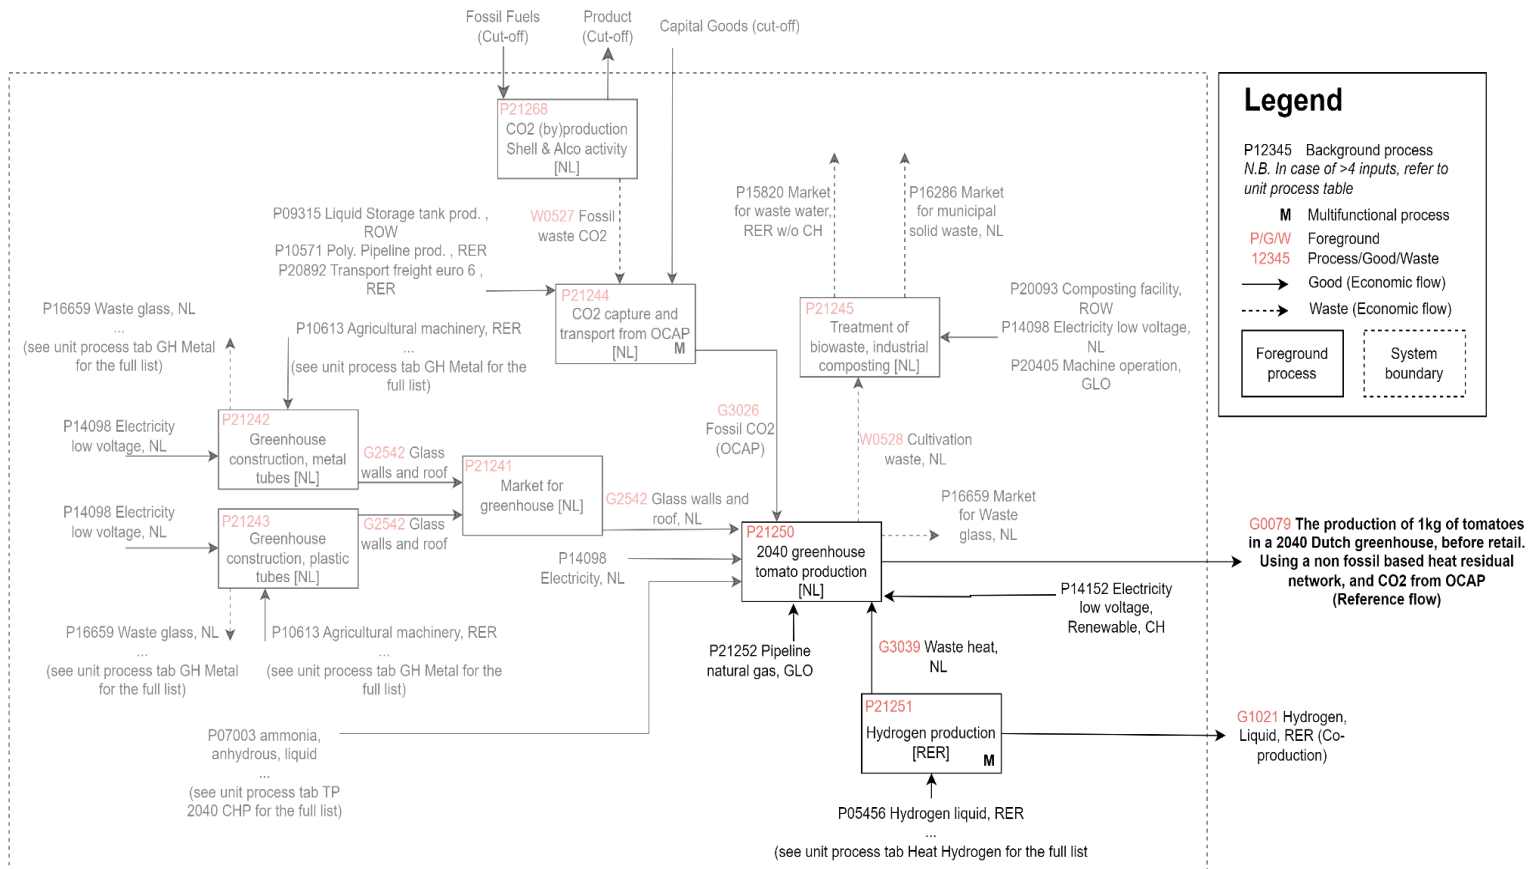 Fossil Fuels
(Cut-off)
Product
(Cut-off)
Capital Goods (cut-off)
P21268
CO2 (by)production
Shell & Alco activity
[NL]
W0527 Fossil
waste CO2
P09315 Liquid Storage tank prod. ,
ROW
P10571 Poly. Pipeline prod. , RER
P20892 Transport freight euro 6 ,
RER
P21244
CO2 capture and
transport from OCAP
[NL]
M
P15820 Market
for waste water,
RER w/o CH
P16286 Market
for municipal
solid waste, NL
P21245
Treatment of
biowaste, industrial
composting [NL]
P20093 Composting facility,
ROW
P14098 Electricity low voltage,
NL
P20405 Machine operation,
GLO
P16659 Waste glass, NL
...
(see unit process tab GH Metal
for the full list)
P10613 Agricultural machinery, RER
...
(see unit process tab GH Metal for the
full list)
P14098 Electricity
low voltage, NL
P21242
Greenhouse
construction, metal
tubes [NL]
G2542 Glass
walls and roof
P14098 Electricity
low voltage, NL
P21243
Greenhouse
construction, plastic
tubes [NL]
G2542 Glass
walls and roof
P21241
Market for
greenhouse [NL]
G2542 Glass walls and
roof, NL
G3026
Fossil CO2
(OCAP)
W0528 Cultivation
waste, NL
P16659 Market
for Waste
glass, NL
P14098
Electricity, NL
P21250
2040 greenhouse
tomato production
[NL]
P16659 Waste glass, NL
...
(see unit process tab GH Metal
for the full list)
P10613 Agricultural machinery, RER
...
(see unit process tab GH Metal for the
full list)
P21252 Pipeline
natural gas, GLO
G3039 Waste heat,
NL
P14152 Electricity
low voltage,
Renewable, CH
P07003 ammonia,
anhydrous, liquid
...
(see unit process tab TP
2040 CHP for the full list)
P21251
Hydrogen production
[RER]
M
P05456 Hydrogen liquid, RER
...
(see unit process tab Heat Hydrogen for the full list
G0079 The production of 1kg of tomatoes
in a 2040 Dutch greenhouse, before retail.
Using a non fossil based heat residual
network, and CO2 from OCAP
(Reference flow)
G1021 Hydrogen,
Liquid, RER (Co-
production)
Legend
P12345 Background process
N.B. In case of >4 inputs, refer to
unit process table
M Multifunctional process
P/G/W Foreground
12345 Process/Good/Waste
Good (Economic flow)
Waste (Economic flow)
Foreground
process
System
boundary